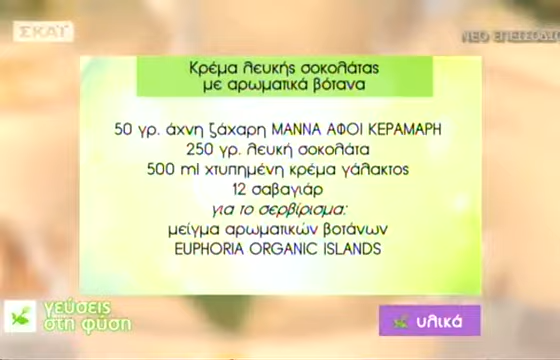 ΣΚΑΪ
ΝΕΟ ΕΠΕΙΣΟΔΙΟ
Κρέμα λευκής σοκολάτας
με αρωματικά βότανα
50 γρ. άχνη ζάχαρη ΜΑΝΝΑ ΑΦΟΙ ΚΕΡΑΜΑΡΗ
250 γρ. λευκή σοκολάτα
500 ml χτυπημένη κρέμα γάλακτος
12 σαβαγιάρ
για το σερβίρισμα:
μείγμα αρωματικών βοτάνων
EUPHORIA ORGANIC ISLANDS
γεύσεις
στη φύση
υλικά